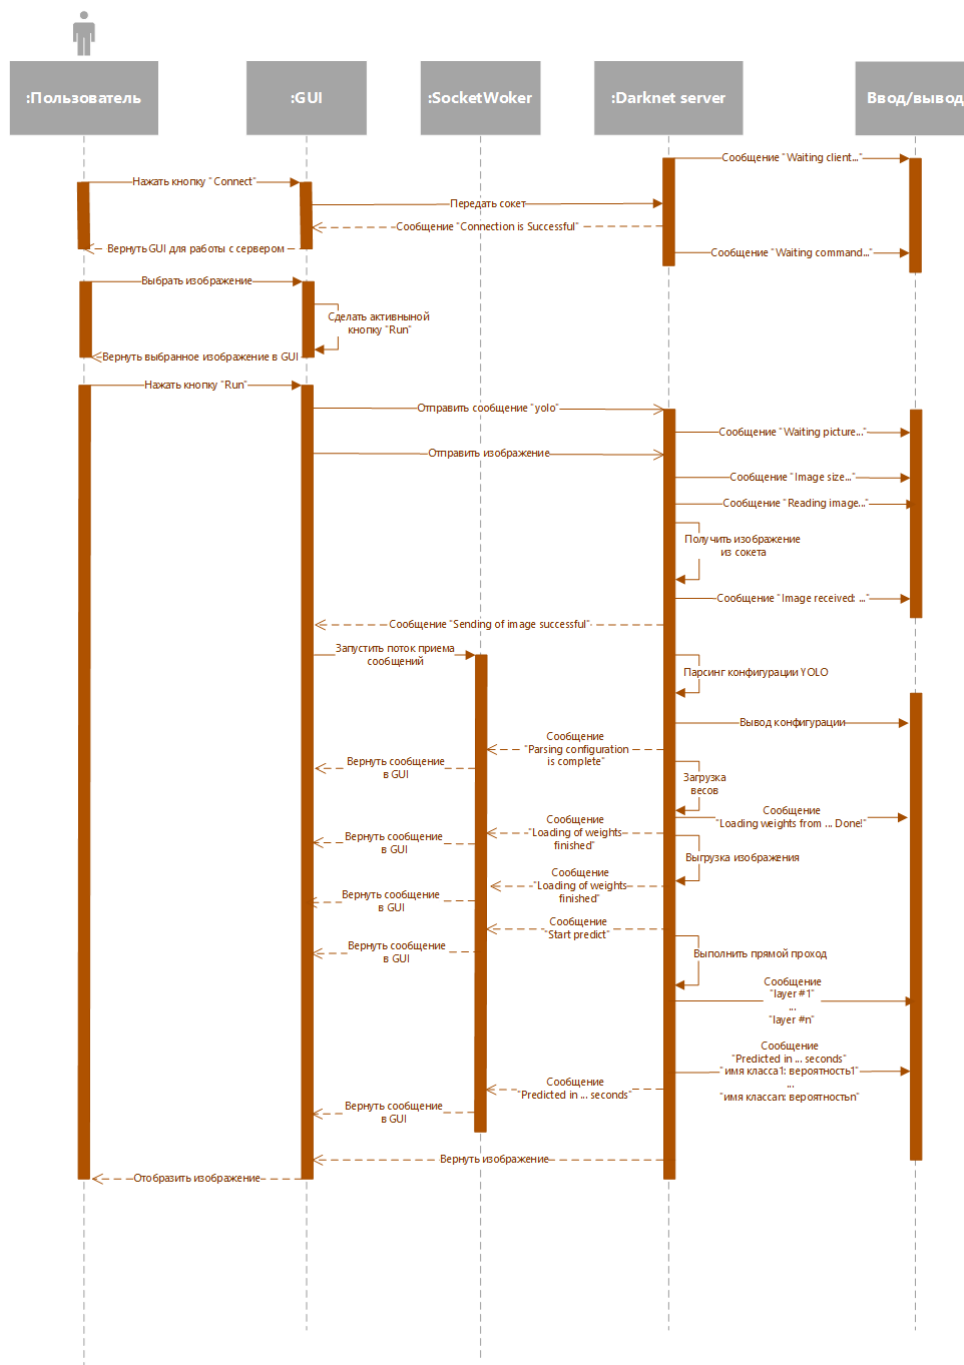 :Пользователь
:GUI
:SocketWoker
:Darknet server
Ввод/вывод
Сообщение "Waiting client..."
Нажать кнопку "Connect"
Передать сокет
Сообщение "Connection is Successful"
Вернуть GUI для работы с сервером
Сообщение "Waiting command..."
Выбрать изображение
Сделать активныной
кнопку "Run"
Вернуть выбранное изображение в GUI
Нажать кнопку "Run"
Отправить сообщение "yolo"
Сообщение "Waiting picture..."
Отправить изображение
Сообщение "Image size..."
Сообщение "Reading image..."
Получить изображение
из сокета
Сообщение "Image received: ..."
Сообщение "Sending of image successful"
Запустить поток приема
сообщений
Парсинг конфигурации YOLO
Вывод конфигурации
Сообщение
"Parsing configuration
is complete"
Вернуть сообщение
в GUI
Загрузка
весов
Сообщение
"Loading weights from ... Done!"
Сообщение
"Loading of weights
finished"
Вернуть сообщение
в GUI
Выгрузка изображения
Сообщение
"Loading of weights
finished"
Вернуть сообщение
в GUI
Сообщение
"Start predict"
Вернуть сообщение
в GUI
Выполнить прямой проход
Сообщение
"layer #1"
...
"layer #n"
Сообщение
"Predicted in ... seconds"
"имя класса1: вероятность1"
...
"имя классаn: вероятностьn"
Сообщение
"Predicted in ... seconds"
Вернуть сообщение
в GUI
Вернуть изображение
Отобразить изображение